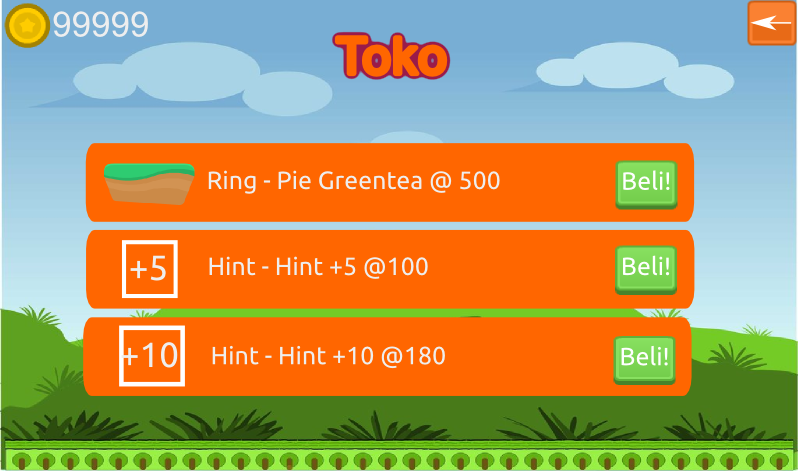 99999
Toko
Ring - Pie Greentea @ 500
Beli!
+5
Hint - Hint +5 @100
Beli!
+10
Hint - Hint +10 @180
Beli!